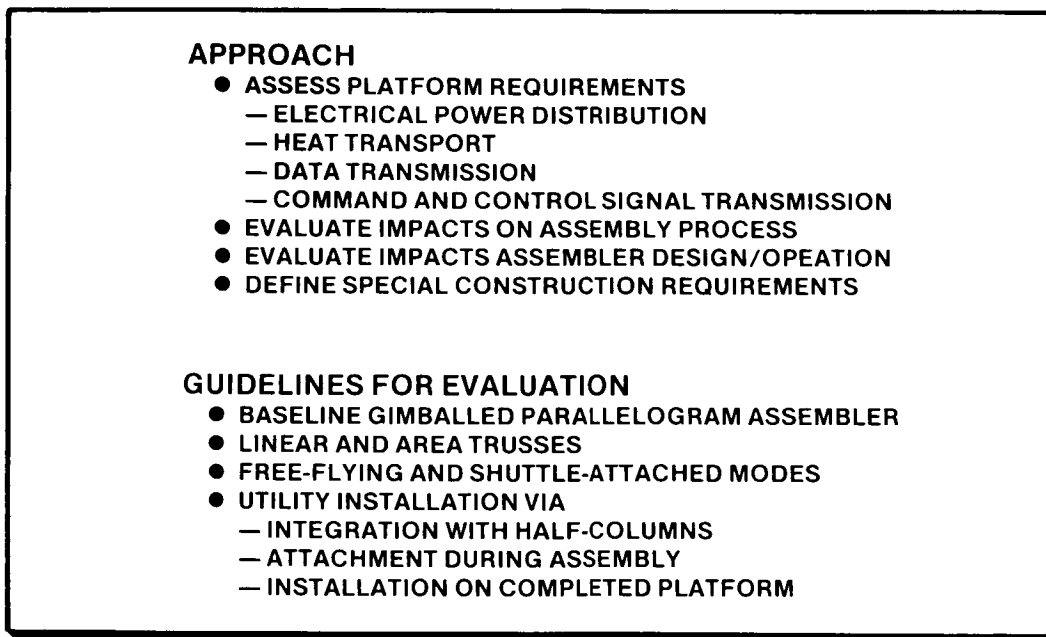 APPROACH
● ASSESS PLATFORM REQUIREMENTS
— ELECTRICAL POWER DISTRIBUTION
— HEAT TRANSPORT
— DATA TRANSMISSION
— COMMAND AND CONTROL SIGNAL TRANSMISSION
● EVALUATE IMPACTS ON ASSEMBLY PROCESS
● EVALUATE IMPACTS ASSEMBLER DESIGN/OPEATION
● DEFINE SPECIAL CONSTRUCTION REQUIREMENTS
GUIDELINES FOR EVALUATION
● BASELINE GIMBALLED PARALLELOGRAM ASSEMBLER
● LINEAR AND AREA TRUSSES
● FREE-FLYING AND SHUTTLE-ATTACHED MODES
● UTILITY INSTALLATION VIA
— INTEGRATION WITH HALF-COLUMNS
— ATTACHMENT DURING ASSEMBLY
— INSTALLATION ON COMPLETED PLATFORM